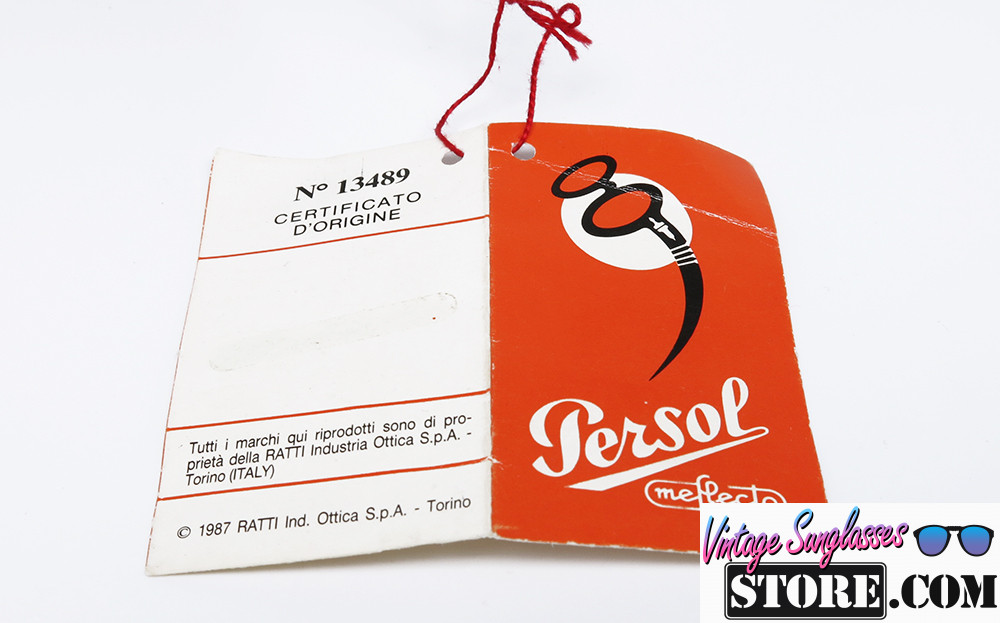 Nº 13489
CERTIFICATO
D'ORIGINE
Tutti i marchi qui riprodotti sono di pro-
prietà della RATTI Industria Ottica S.p.A. -
Torino (ITALY)
© 1987 RATTI Ind. Ottica S.p.A. - Torino
Persol
meflecto
Vintage Sunglasses
STORE.COM